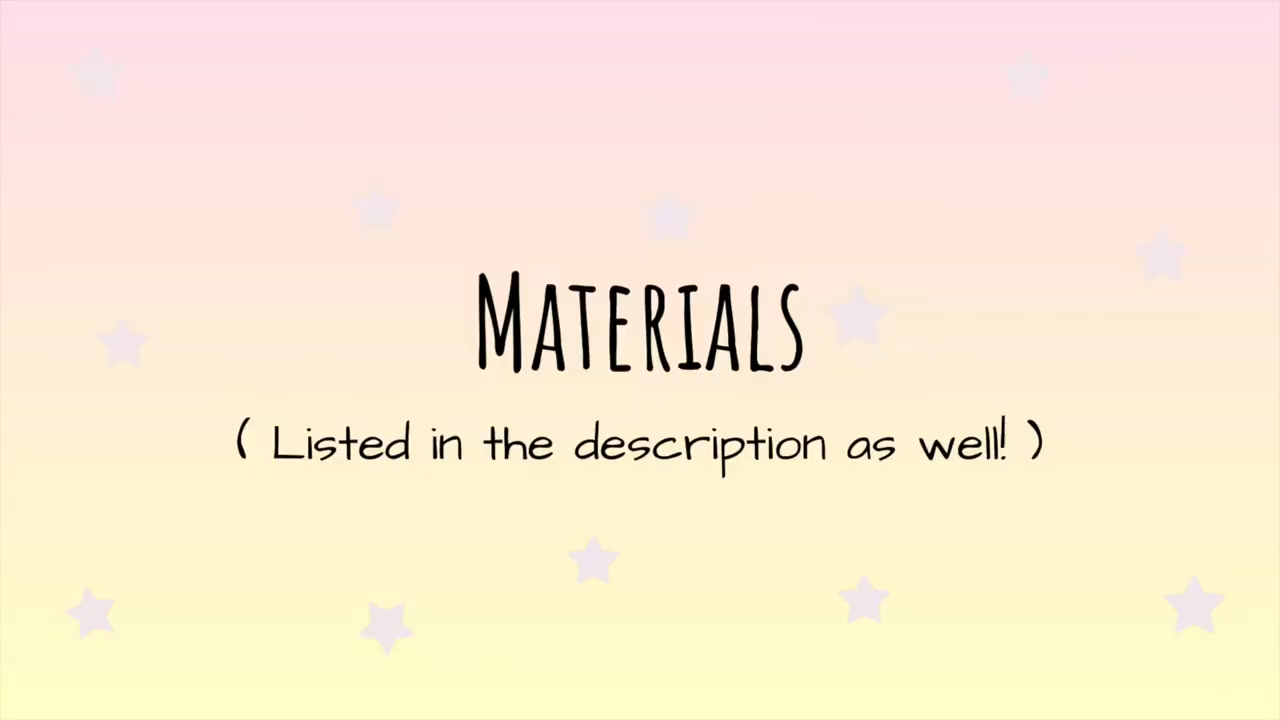 Materials
( Listed in the description as well! )